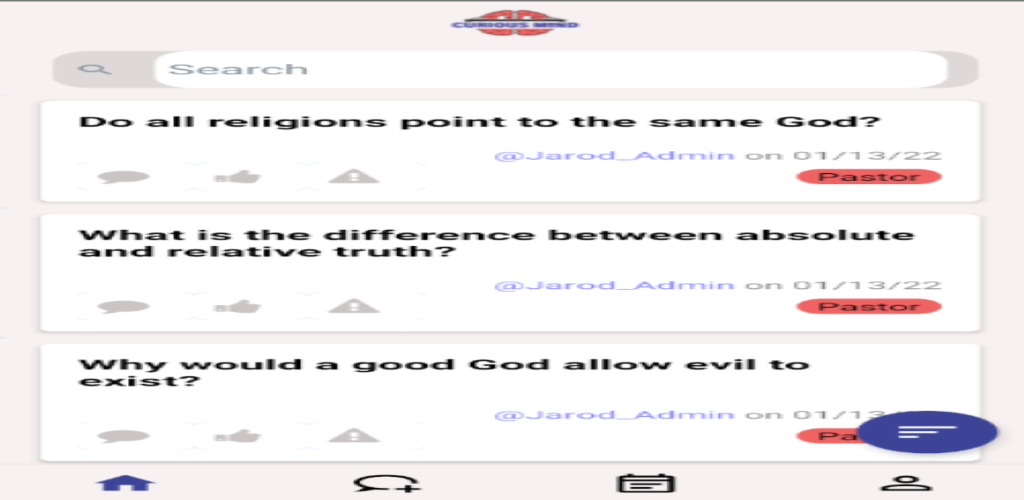 CURIOUS MIND
Search
Do all religions point to the same God?
@Jarod_Admin on 01/13/22
Pastor
What is the difference between absolute
and relative truth?
@Jarod_Admin on 01/13/22
Pastor
Why would a good God allow evil to
exist?
@Jarod_Admin on 01/13
Pa